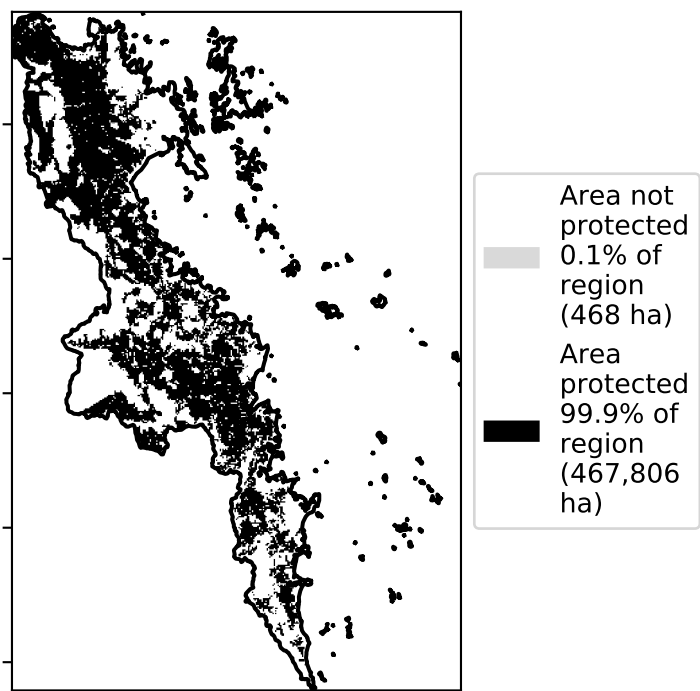 Area not
protected
0.1% of
region
(468 ha)
Area
protected
99.9% of
region
(467,806
ha)